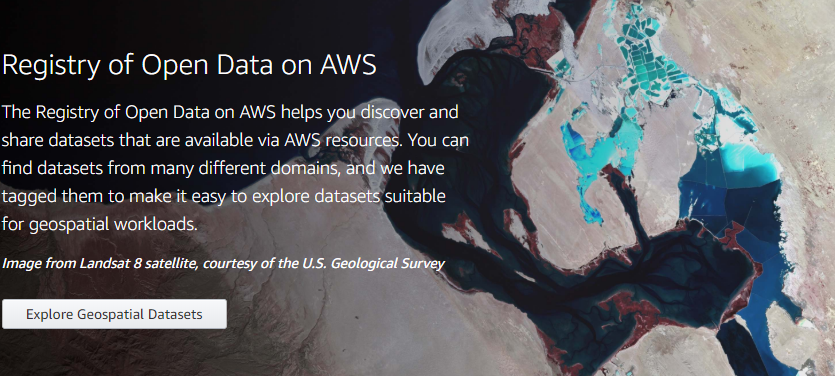 Registry of Open Data on AWS
The Registry of Open Data on AWS helps you discover and
share datasets that are available via AWS resources. You can
find datasets from many different domains, and we have
tagged them to make it easy to explore datasets suitable
for geospatial workloads.
Image from Landsat 8 satellite, courtesy of the U.S. Geological Survey
Explore Geospatial Datasets